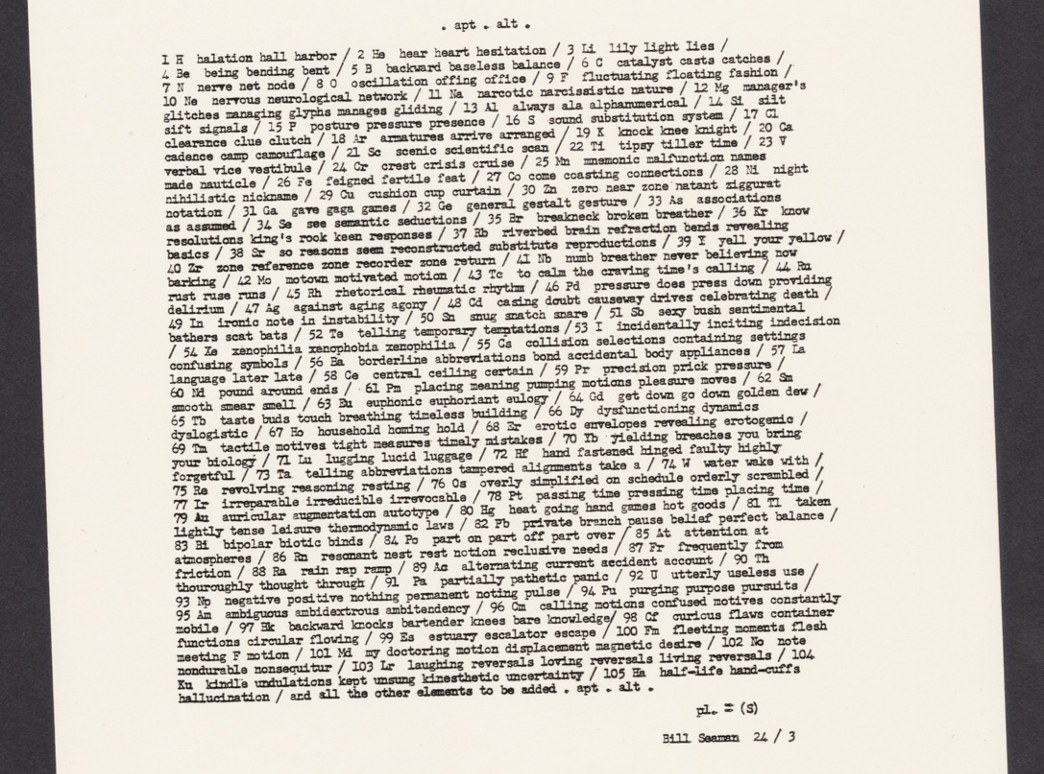 . apt . alt .
1 H halation hall harbor / 2 He hear heart hesitation / 3 Li lily light lies /
4 Be being bending bent / 5 B backward baseless balance / 6 C catalyst casts catches /
7 N nerve net node / 8 O oscillation offing office / 9 F fluctuating floating fashion /
10 Ne nervous neurological network / 11 Na narcotic narcissistic nature / 12 Mg manager's
glitches managing glyphs manages gliding / 13 Al always ala alphanumerical / 14 Si silt
sift signals / 15 P posture pressure presence / 16 S sound substitution system / 17 Cl
clearance clue clutch / 18 Ar armatures arrive arranged / 19 K knock knee knight / 20 Ca
cadence camp camouflage / 21 Sc scenic scientific scan / 22 Ti tipsy tiller time / 23 V
verbal vice vestibule / 24 Cr crest crisis cruise / 25 Mn mnemonic malfunction names
made nauticle / 26 Fe feigned fertile feat / 27 Co come coasting connections / 28 Ni night
nihilistic nickname / 29 Cu cushion cup curtain / 30 Zn zero near zone natant ziggurat
notation / 31 Ga gave gaga games / 32 Ge general gestalt gesture / 33 As associations
as assumed / 34 Se see semantic seductions / 35 Br breakneck broken breather / 36 Kr know
resolutions king's rook keen responses / 37 Rb riverbed brain refraction bends revealing
basics / 38 Sr so reasons seem reconstructed substitute reproductions / 39 Y yell your yellow /
40 Zr zone reference zone recorder zone return / 41 Nb numb breather never believing now
barking / 42 Mo motown motivated motion / 43 Tc to calm the craving time's calling / 44 Ru
rust ruse runs / 45 Rh rhetorical rheumatic rhythm / 46 Pd pressure does press down providing
delirium / 47 Ag against aging agony / 48 Cd casing doubt causeway drives celebrating death /
49 In ironic note in instability / 50 Sn snug snatch snare / 51 Sb sexy bush sentimental
bathers scat bats / 52 Te telling temporary temptations / 53 I incidentally inciting indecision
/ 54 Xe xenophilia xenophobia xenophilia / 55 Cs collision selections containing settings
confusing symbols / 56 Ba borderline abbreviations bond accidental body appliances / 57 La
language later late / 58 Ce central ceiling certain / 59 Pr precision prick pressure /
60 Nd pound around ends / 61 Pm placing meaning pumping motions pleasure moves / 62 Sm
smooth smear smell / 63 Eu euphonic euphoriant eulogy / 64 Gd get down go down golden dew /
65 Tb taste buds touch breathing timeless building / 66 Dy dysfunctioning dynamics
dyslogistic / 67 Ho household homing hold / 68 Er erotic envelopes revealing erotogenic /
69 Tm tactile motives tight measures timely mistakes / 70 Yb yielding breaches you bring
your biology / 71 Lu lugging lucid luggage / 72 Hf hand fastened hinged faulty highly
forgetful / 73 Ta telling abbreviations tampered alignments take a / 74 W water wake with /
75 Re revolving reasoning resting / 76 Os overly simplified on schedule orderly scrambled /
77 Ir irreparable irreducible irrevocable / 78 Pt passing time pressing time placing time /
79 Au auricular augmentation autotype / 80 Hg heat going hand games hot goods / 81 Tl taken
lightly tense leisure thermodynamic laws / 82 Pb private branch pause belief perfect balance /
83 Bi bipolar biotic binds / 84 Po part on part off part over / 85 At attention at
atmospheres / 86 Rn resonant nest rest notion reclusive needs / 87 Fr frequently from
friction / 88 Ra rain rap ramp / 89 Ac alternating current accident account / 90 Th
thouroughly thought through / 91 Pa partially pathetic panic / 92 U utterly useless use /
93 Np negative positive nothing permanent noting pulse / 94 Pu purging purpose pursuits /
95 Am ambiguous ambidextrous ambitendency / 96 Cm calling motions confused motives constantly
mobile / 97 Bk backward knocks bartender knees bare knowledge/ 98 Cf curious flaws container
functions circular flowing / 99 Es estuary escalator escape / 100 Fm fleeting moments flesh
meeting F motion / 101 Md my doctoring motion displacement magnetic desire / 102 No note
nondurable nonsequitur / 103 Lr laughing reversals loving reversals living reversals / 104
Ku kindle undulations kept unsung kinesthetic uncertainty / 105 Ha half-life hand-cuffs
hallucination / and all the other elements to be added . apt . alt .
pl. = (S)
Bill Seaman 24 / 3